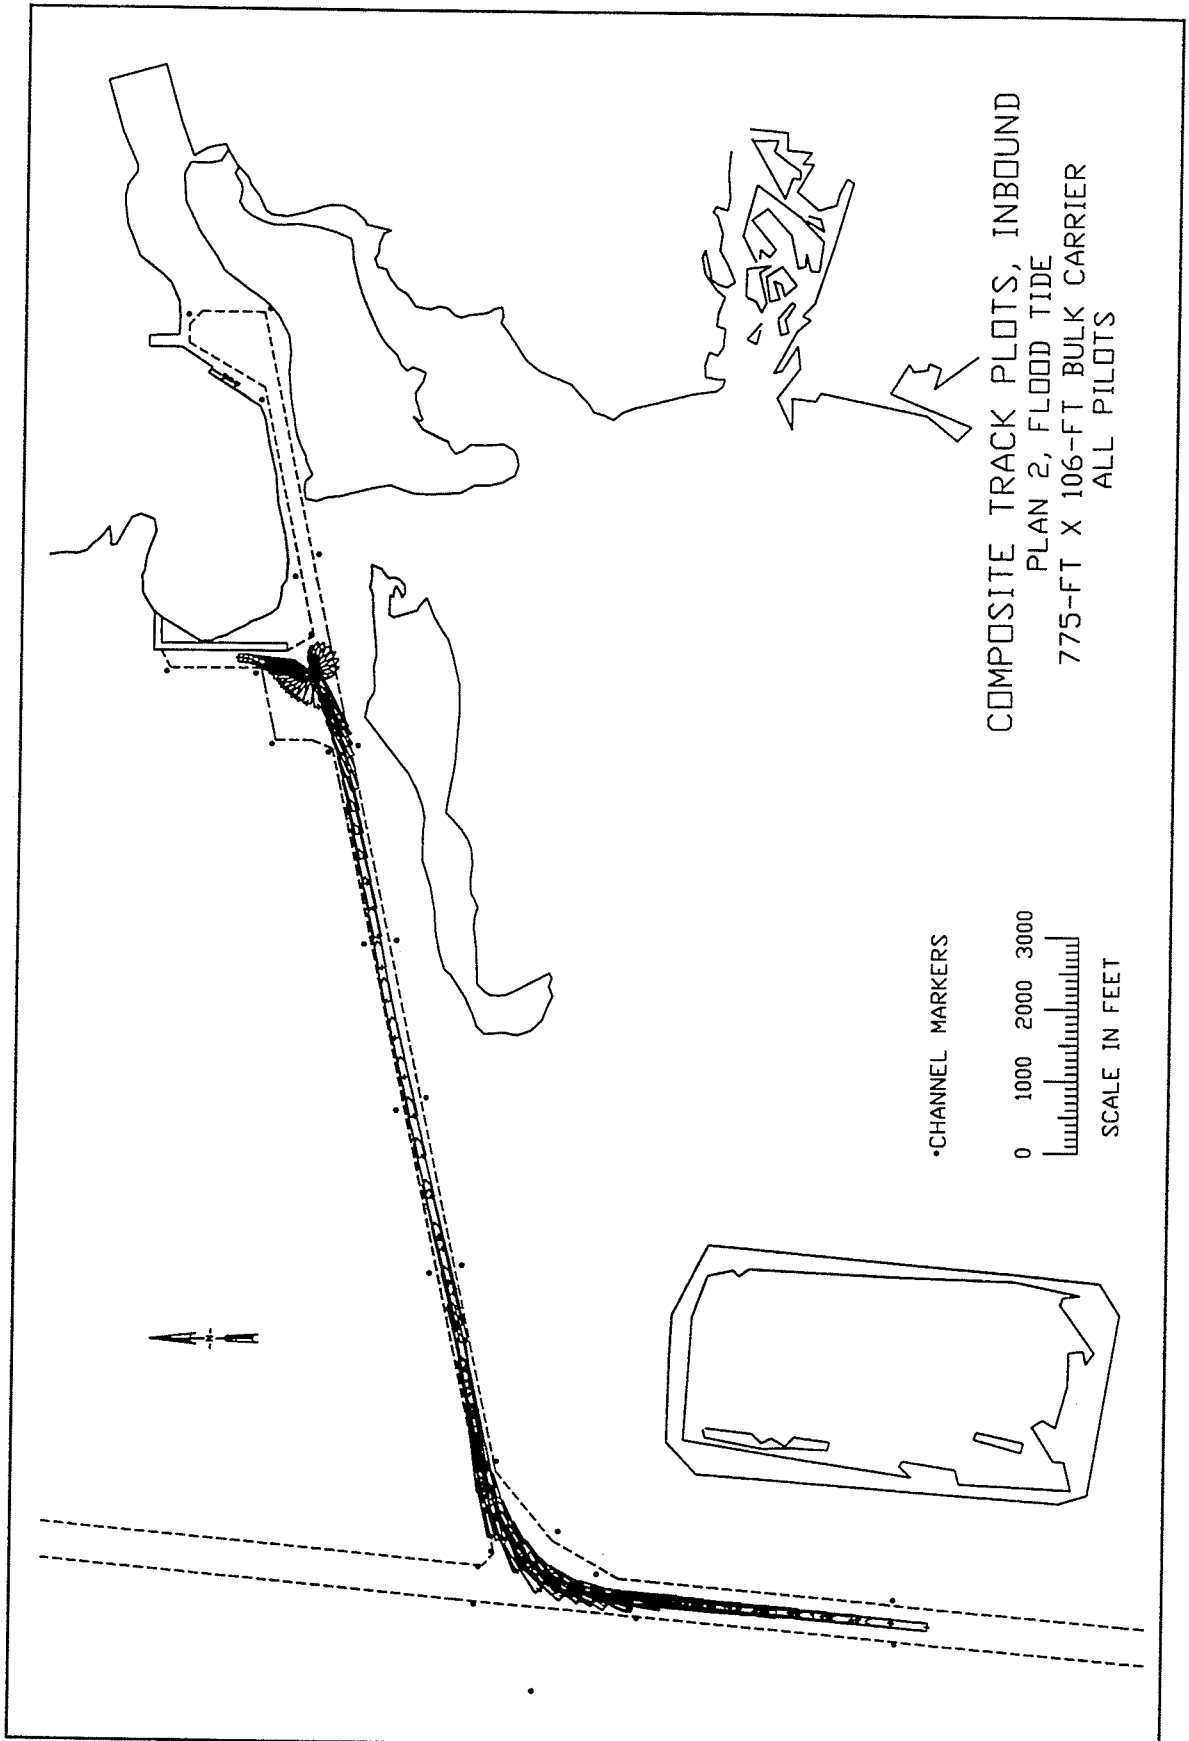 COMPOSITE TRACK PLOTS, INBOUND
PLAN 2, FLOOD TIDE
775-FT X 106-FT BULK CARRIER
ALL PILOTS
•CHANNEL MARKERS
0 1000 2000 3000
SCALE IN FEET
N